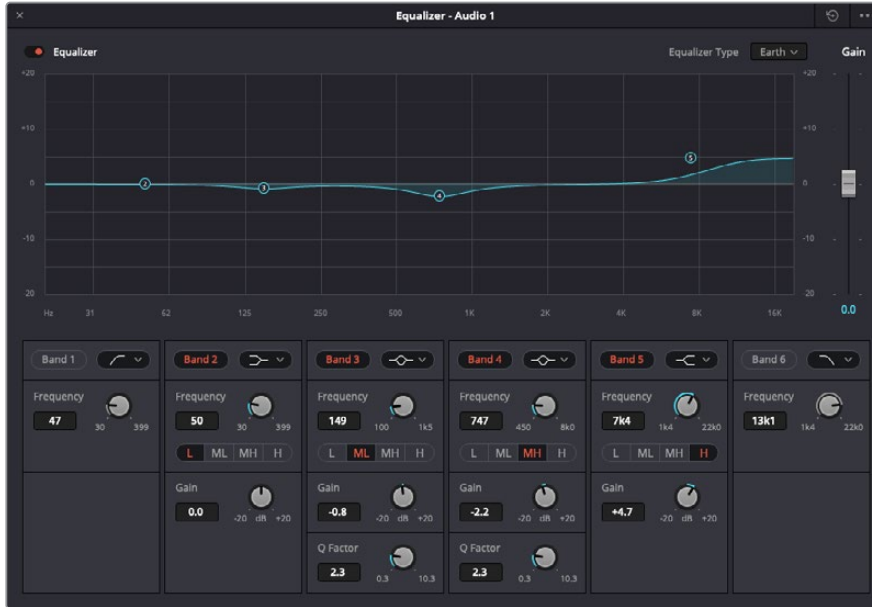 Equalizer - Audio 1
Equalizer
Equalizer Type Earth Gain
+20 +20
+10 +10
0 0
-10 -10
20 20
Hz 31 62 125 250 500 1K 2K 4K 8K 16K 0.0
2 3 4 5
Band 1 Band 2 Band 3 Band 4 Band 5 Band 6
Frequency Frequency Frequency Frequency Frequency Frequency
47 30 399 50 30 399 149 100 1k5 747 450 8k0 7k4 1k4 22k0 13k1 1k4 22k0
L ML MH H L ML MH H L ML MH H L ML MH H
Gain Gain Gain Gain
0.0 -20 dB +20 -0.8 -20 dB +20 -2.2 -20 dB +20 +4.7 -20 dB +20
Q Factor Q Factor
2.3 0.3 10.3 2.3 0.3 10.3